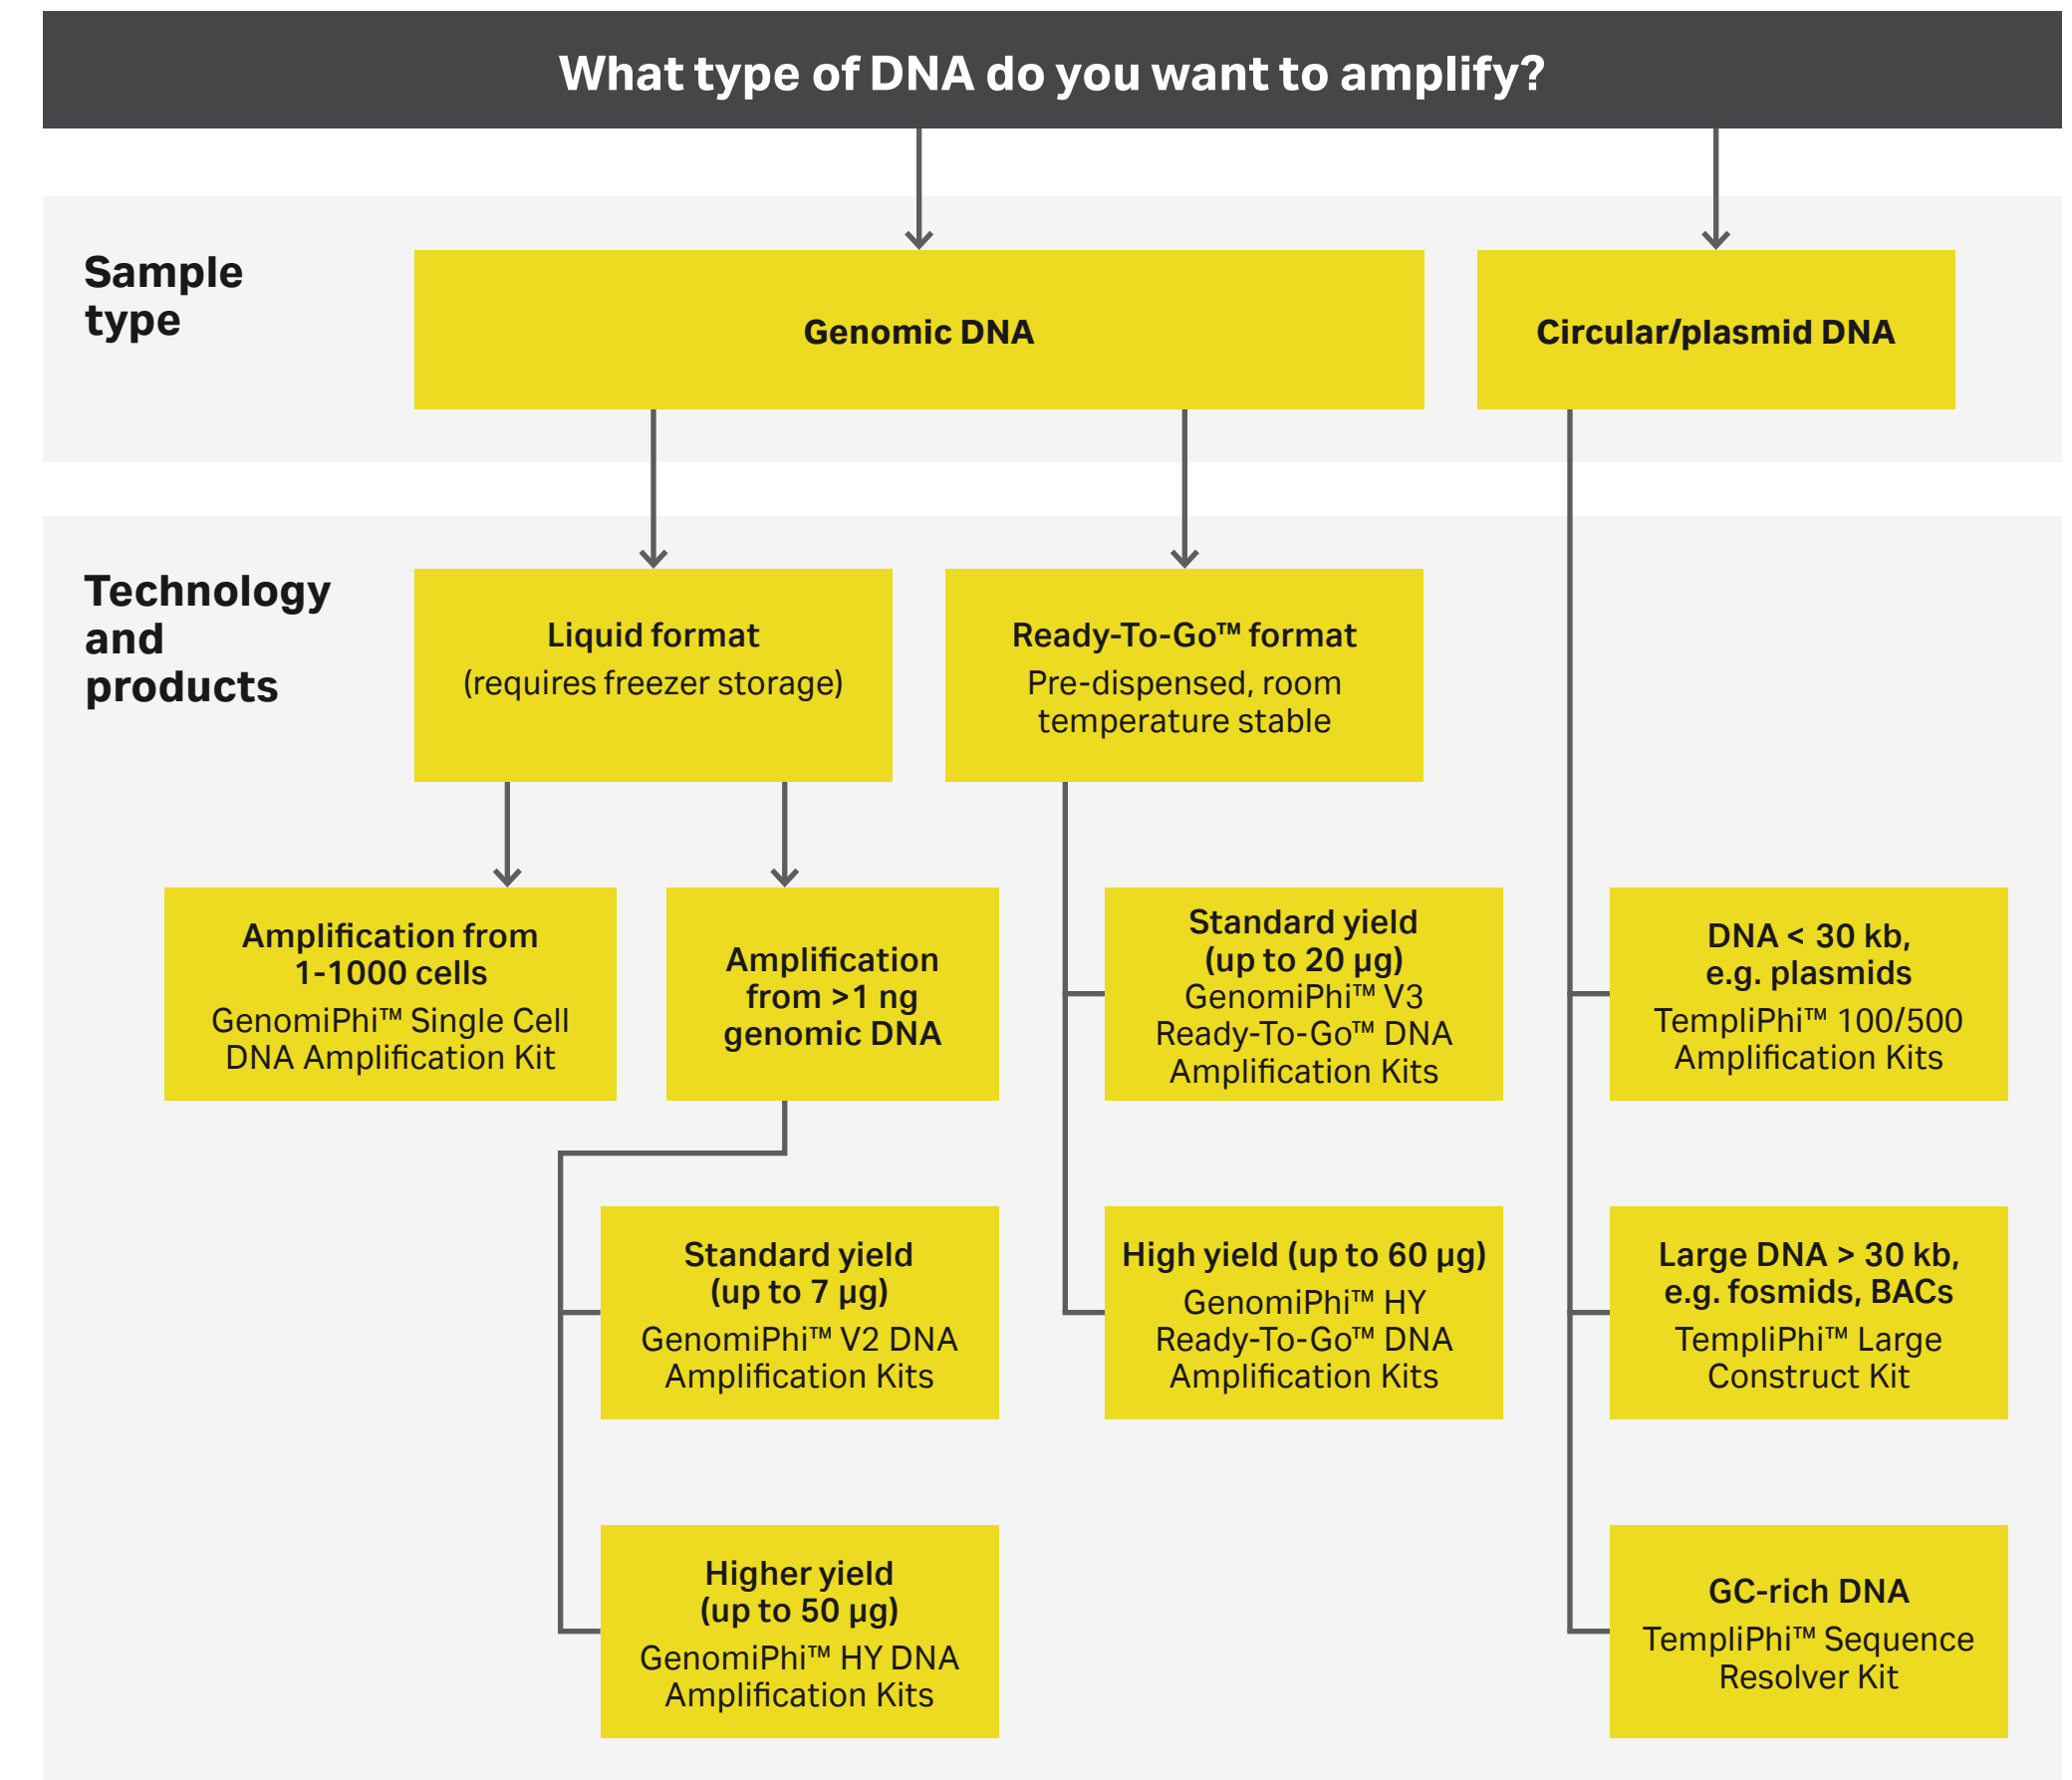 What type of DNA do you want to amplify?
Sample
type
Genomic DNA
Circular/plasmid DNA
Technology
and
products
Liquid format
(requires freezer storage)
Ready-To-Go™ format
Pre-dispensed, room
temperature stable
Amplification from
1-1000 cells
GenomiPhi™ Single Cell
DNA Amplification Kit
Amplification
from >1 ng
genomic DNA
Standard yield
(up to 20 µg)
GenomiPhi™ V3
Ready-To-Go™ DNA
Amplification Kits
DNA < 30 kb,
e.g. plasmids
TempliPhi™ 100/500
Amplification Kits
Standard yield
(up to 7 µg)
GenomiPhi™ V2 DNA
Amplification Kits
High yield (up to 60 µg)
GenomiPhi™ HY
Ready-To-Go™ DNA
Amplification Kits
Large DNA > 30 kb,
e.g. fosmids, BACs
TempliPhi™ Large
Construct Kit
Higher yield
(up to 50 µg)
GenomiPhi™ HY DNA
Amplification Kits
GC-rich DNA
TempliPhi™ Sequence
Resolver Kit